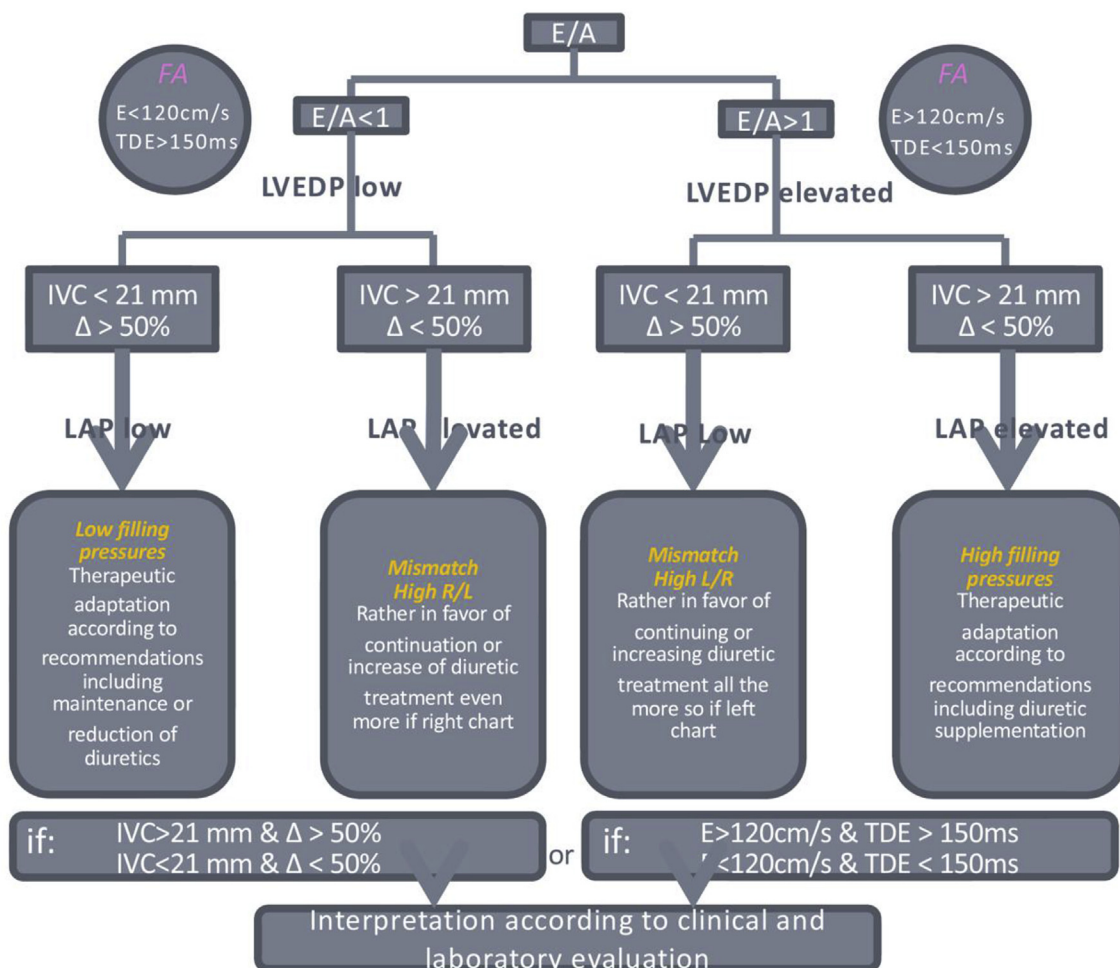 E/A
FA
E<120cm/s
TDE>150ms
E/A<1
E/A>1
FA
E>120cm/s
TDE<150ms
LVEDP low
LVEDP elevated
IVC < 21 mm
Δ > 50%
IVC > 21 mm
Δ < 50%
IVC < 21 mm
Δ > 50%
IVC > 21 mm
Δ < 50%
LAP low
LAP elevated
LAP Low
LAP elevated
Low filling
pressures
Therapeutic
adaptation
according to
recommendations
including
maintenance or
reduction of
diuretics
Mismatch
High R/L
Rather in favor of
continuation or
increase of diuretic
treatment even
more if right chart
Mismatch
High L/R
Rather in favor of
continuing or
increasing diuretic
treatment all the
more so if left
chart
High filling
pressures
Therapeutic
adaptation
according to
recommendations
including diuretic
supplementation
if:
IVC>21 mm & Δ > 50%
IVC<21 mm & Δ < 50%
or
if:
E>120cm/s & TDE > 150ms
E<120cm/s & TDE < 150ms
Interpretation according to clinical and
laboratory evaluation